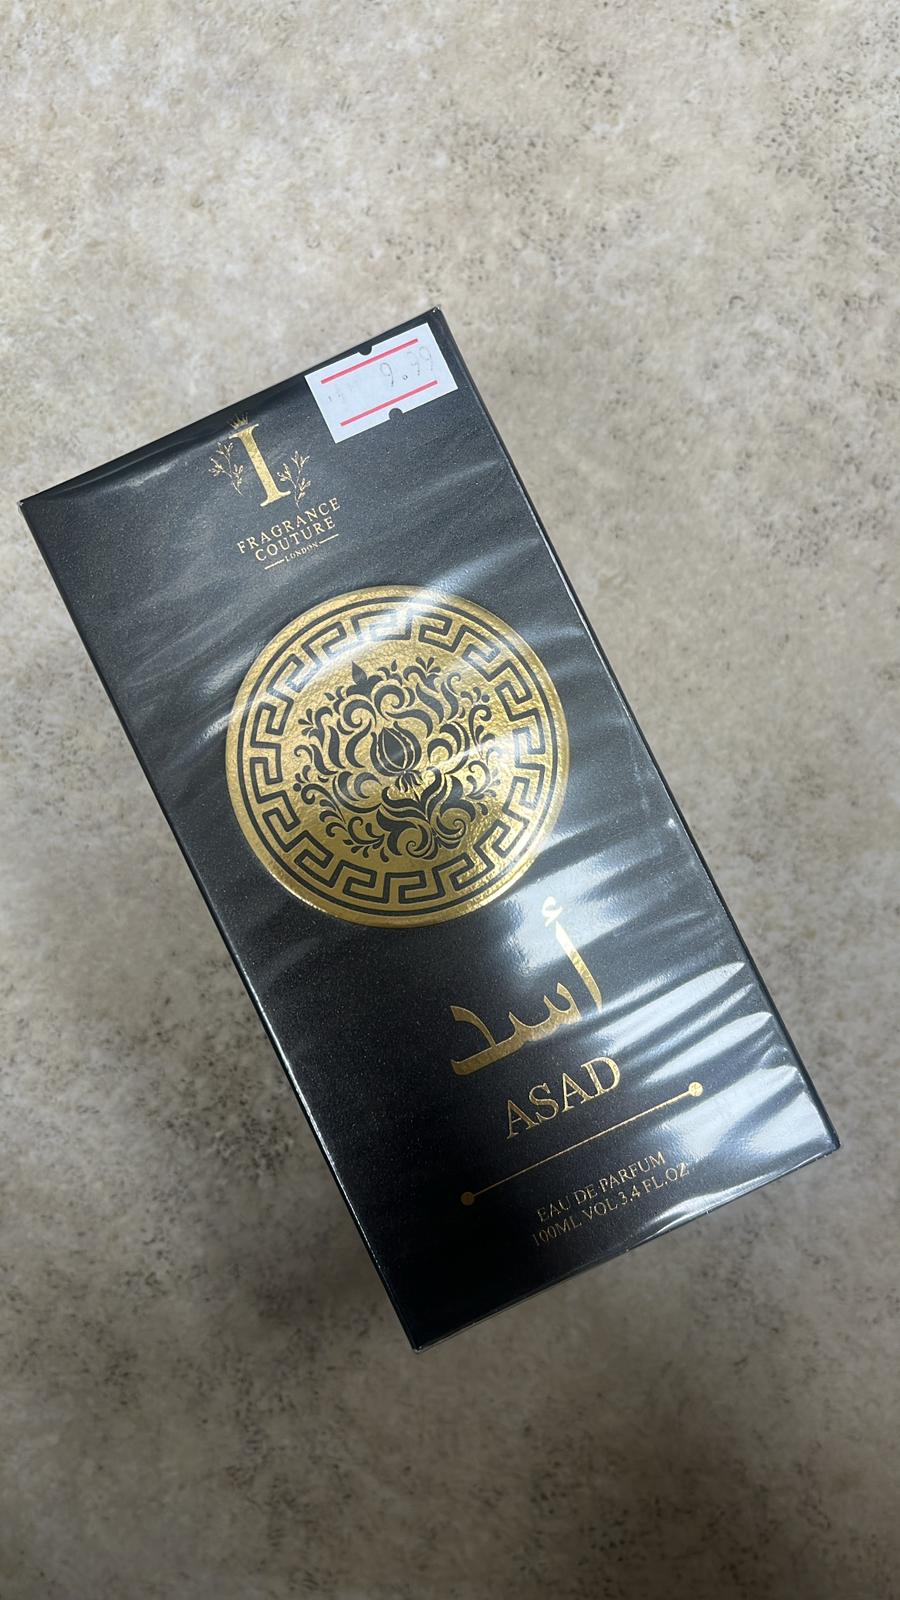 9.99
I
FRAGRANCE
COUTURE
LONDON
أسد
ASAD
EAU DE PARFUM
100ML VOL 3.4 FL.OZ